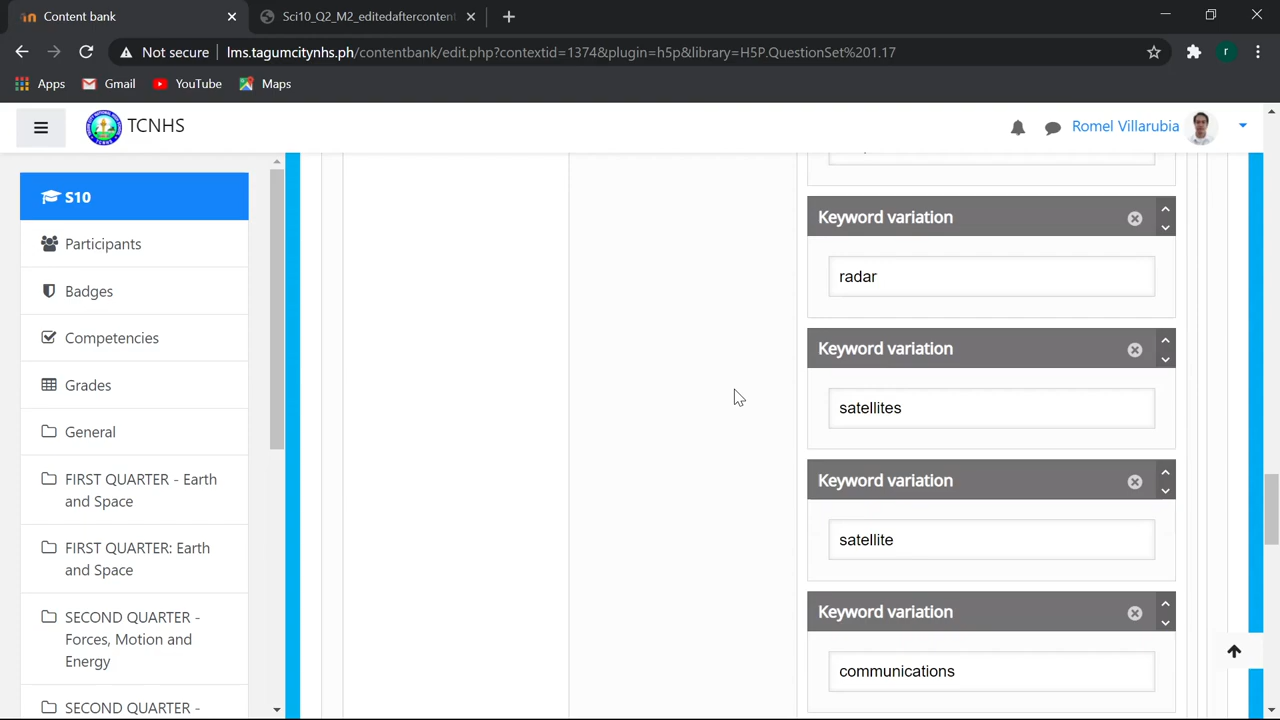 Content bank
Sci10_Q2_M2_editedaftercontent
Not secure
lms.tagumcitynhs.ph/contentbank/edit.php?contextid=1374&plugin=h5p&library=H5P.QuestionSet%201.17
r
Apps
Gmail
YouTube
Maps
TCNHS
Romel Villarubia
S10
Participants
Badges
Competencies
Grades
General
FIRST QUARTER - Earth
and Space
FIRST QUARTER: Earth
and Space
SECOND QUARTER -
Forces, Motion and
Energy
SECOND QUARTER -
Keyword variation
radar
Keyword variation
satellites
Keyword variation
satellite
Keyword variation
communications